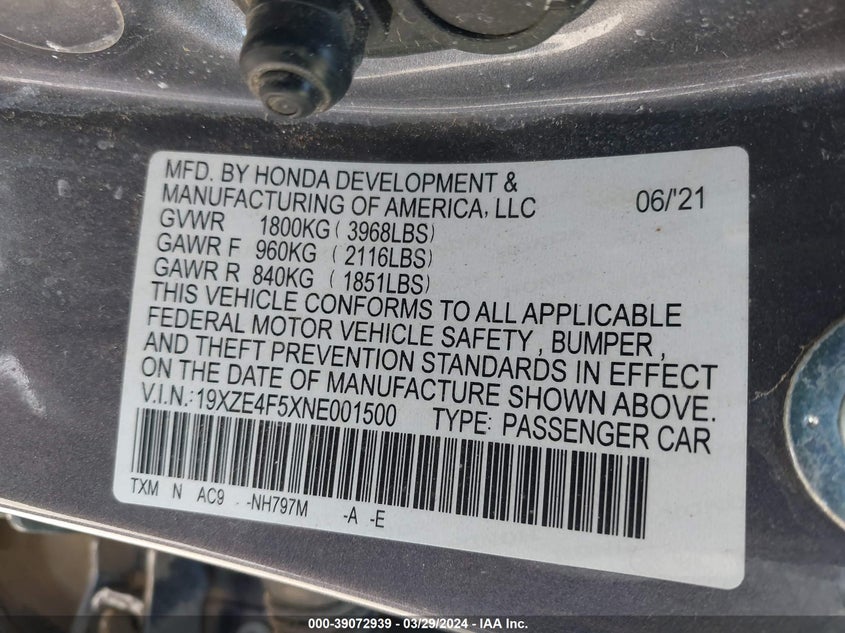 MFD. BY HONDA DEVELOPMENT &
MANUFACTURING OF AMERICA, LLC 06/'21
GVWR 1800KG ( 3968LBS)
GAWR F 960KG ( 2116LBS)
GAWR R 840KG ( 1851LBS)
THIS VEHICLE CONFORMS TO ALL APPLICABLE
FEDERAL MOTOR VEHICLE SAFETY, BUMPER,
AND THEFT PREVENTION STANDARDS IN EFFECT
ON THE DATE OF MANUFACTURE SHOWN ABOVE.
V.I.N.:19XZE4F5XNE001500 TYPE: PASSENGER CAR
TXM N AC9 .-NH797M -A -E
000-39072939 - 03/29/2024 - IAA Inc.